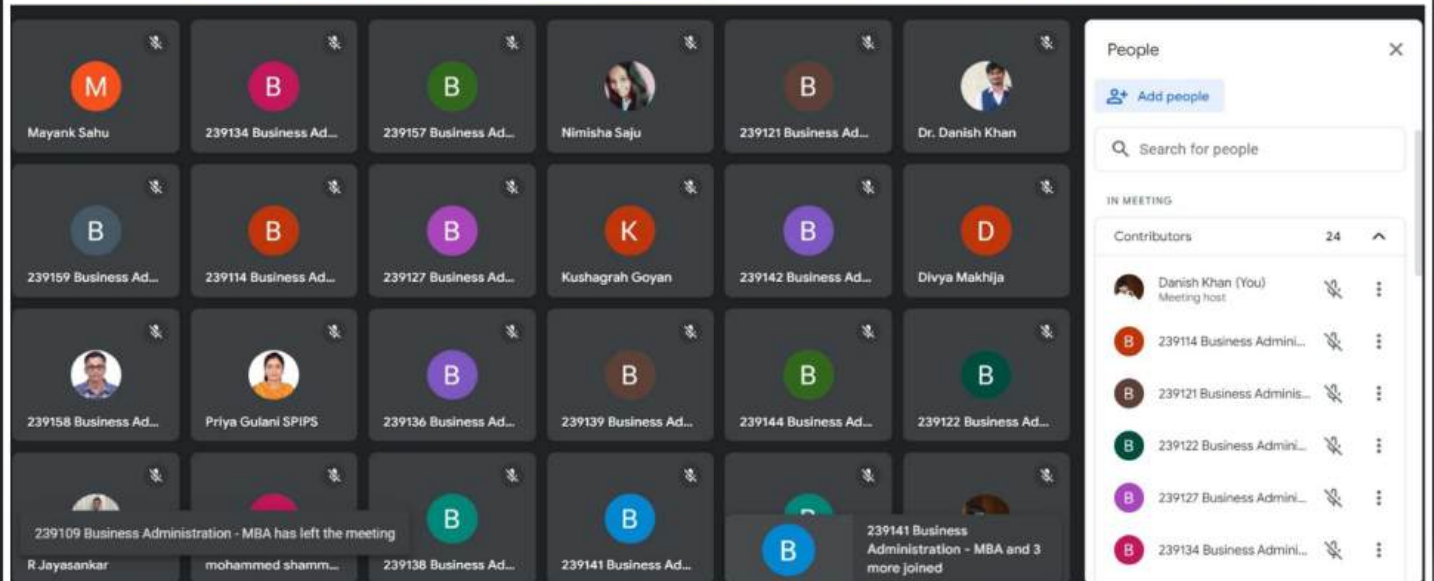 M
Mayank Sahu
B
239134 Business Ad...
B
239157 Business Ad...
Nimisha Saju
B
239121 Business Ad...
Dr. Danish Khan
B
239159 Business Ad...
B
239114 Business Ad...
B
239127 Business Ad...
K
Kushagrah Goyan
B
239142 Business Ad...
D
Divya Makhija
239158 Business Ad...
Priya Gulani SPIPS
B
239136 Business Ad...
B
239139 Business Ad...
B
239144 Business Ad...
B
239122 Business Ad...
239109 Business Administration - MBA has left the meeting
R Jayasankar
mohammed shamm...
B
239138 Business Ad...
B
239141 Business Ad...
B
239141 Business
Administration - MBA and 3
more joined
People
Add people
Search for people
IN MEETING
Contributors 24
Danish Khan (You)
Meeting host
B 239114 Business Admini...
B 239121 Business Adminis...
B 239122 Business Admini...
B 239127 Business Admini...
B 239134 Business Admini...